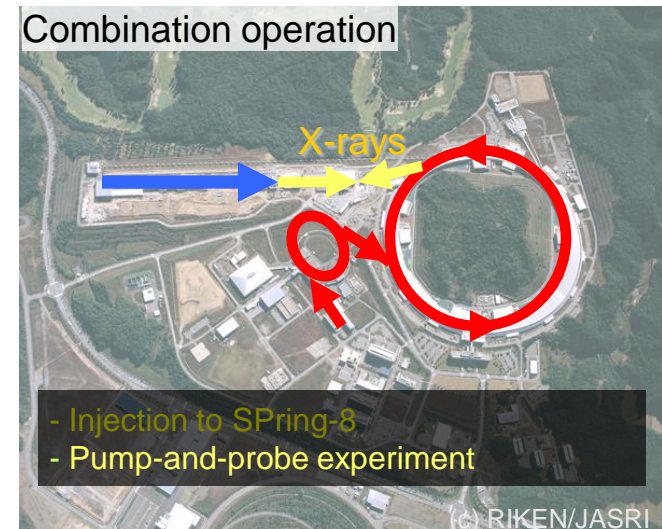 Combination operation
X-rays
- Injection to SPring-8
- Pump-and-probe experiment
(c) RIKEN/JASRI